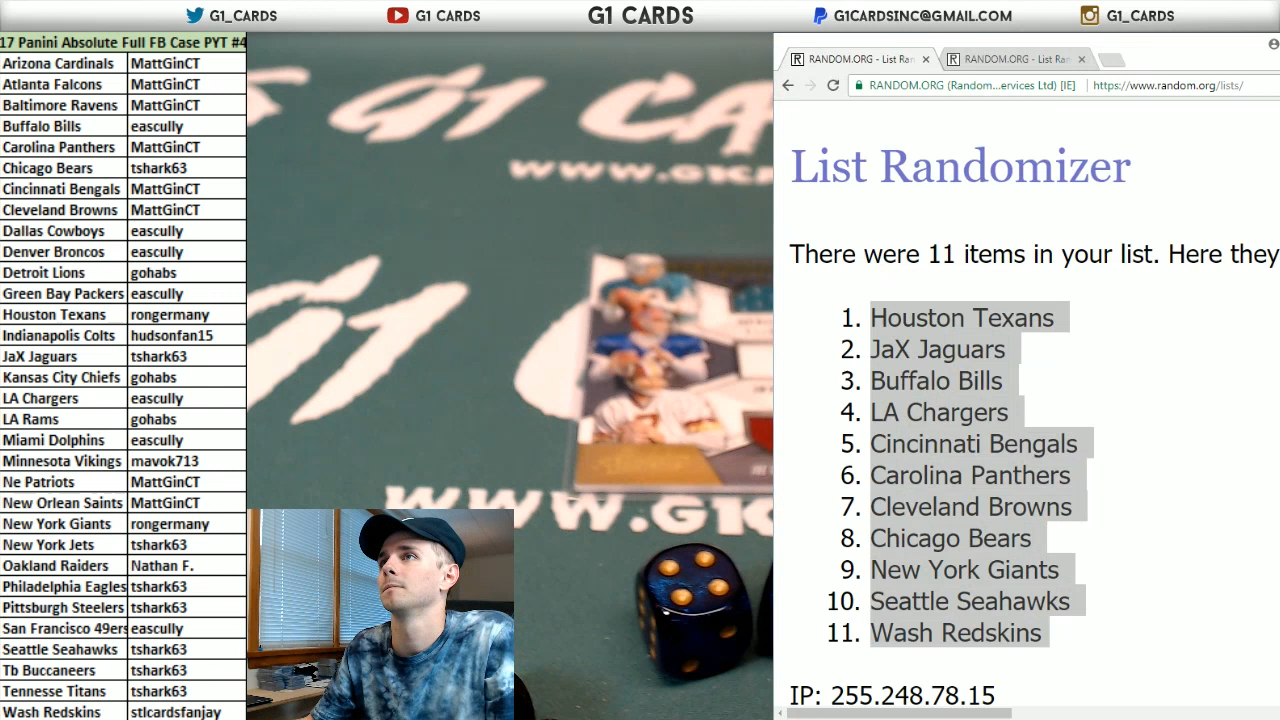 G1_CARDS
G1 CARDS
G1 CARDS
G1CARDSINC@GMAIL.COM
G1_CARDS
17 Panini Absolute Full FB Case PYT #4
Arizona Cardinals MattGinCT
Atlanta Falcons MattGinCT
Baltimore Ravens MattGinCT
Buffalo Bills eascully
Carolina Panthers MattGinCT
Chicago Bears tshark63
Cincinnati Bengals MattGinCT
Cleveland Browns MattGinCT
Dallas Cowboys eascully
Denver Broncos eascully
Detroit Lions gohabs
Green Bay Packers eascully
Houston Texans rongermany
Indianapolis Colts hudsonfan15
JaX Jaguars tshark63
Kansas City Chiefs gohabs
LA Chargers eascully
LA Rams gohabs
Miami Dolphins eascully
Minnesota Vikings mavok713
Ne Patriots MattGinCT
New Orlean Saints MattGinCT
New York Giants rongermany
New York Jets tshark63
Oakland Raiders Nathan F.
Philadelphia Eagles tshark63
Pittsburgh Steelers tshark63
San Francisco 49ers eascully
Seattle Seahawks tshark63
Tb Buccaneers tshark63
Tennesse Titans tshark63
Wash Redskins stlcardsfanjay
S G1 CA
WWW.GK
G1
WWW.G1C
RANDOM.ORG - List Ra
RANDOM.ORG - List Ra
RANDOM.ORG (Random...ervices Ltd) [IE]
https://www.random.org/lists/
List Randomizer
There were 11 items in your list. Here they
1. Houston Texans
2. JaX Jaguars
3. Buffalo Bills
4. LA Chargers
5. Cincinnati Bengals
6. Carolina Panthers
7. Cleveland Browns
8. Chicago Bears
9. New York Giants
10. Seattle Seahawks
11. Wash Redskins
IP: 255.248.78.15